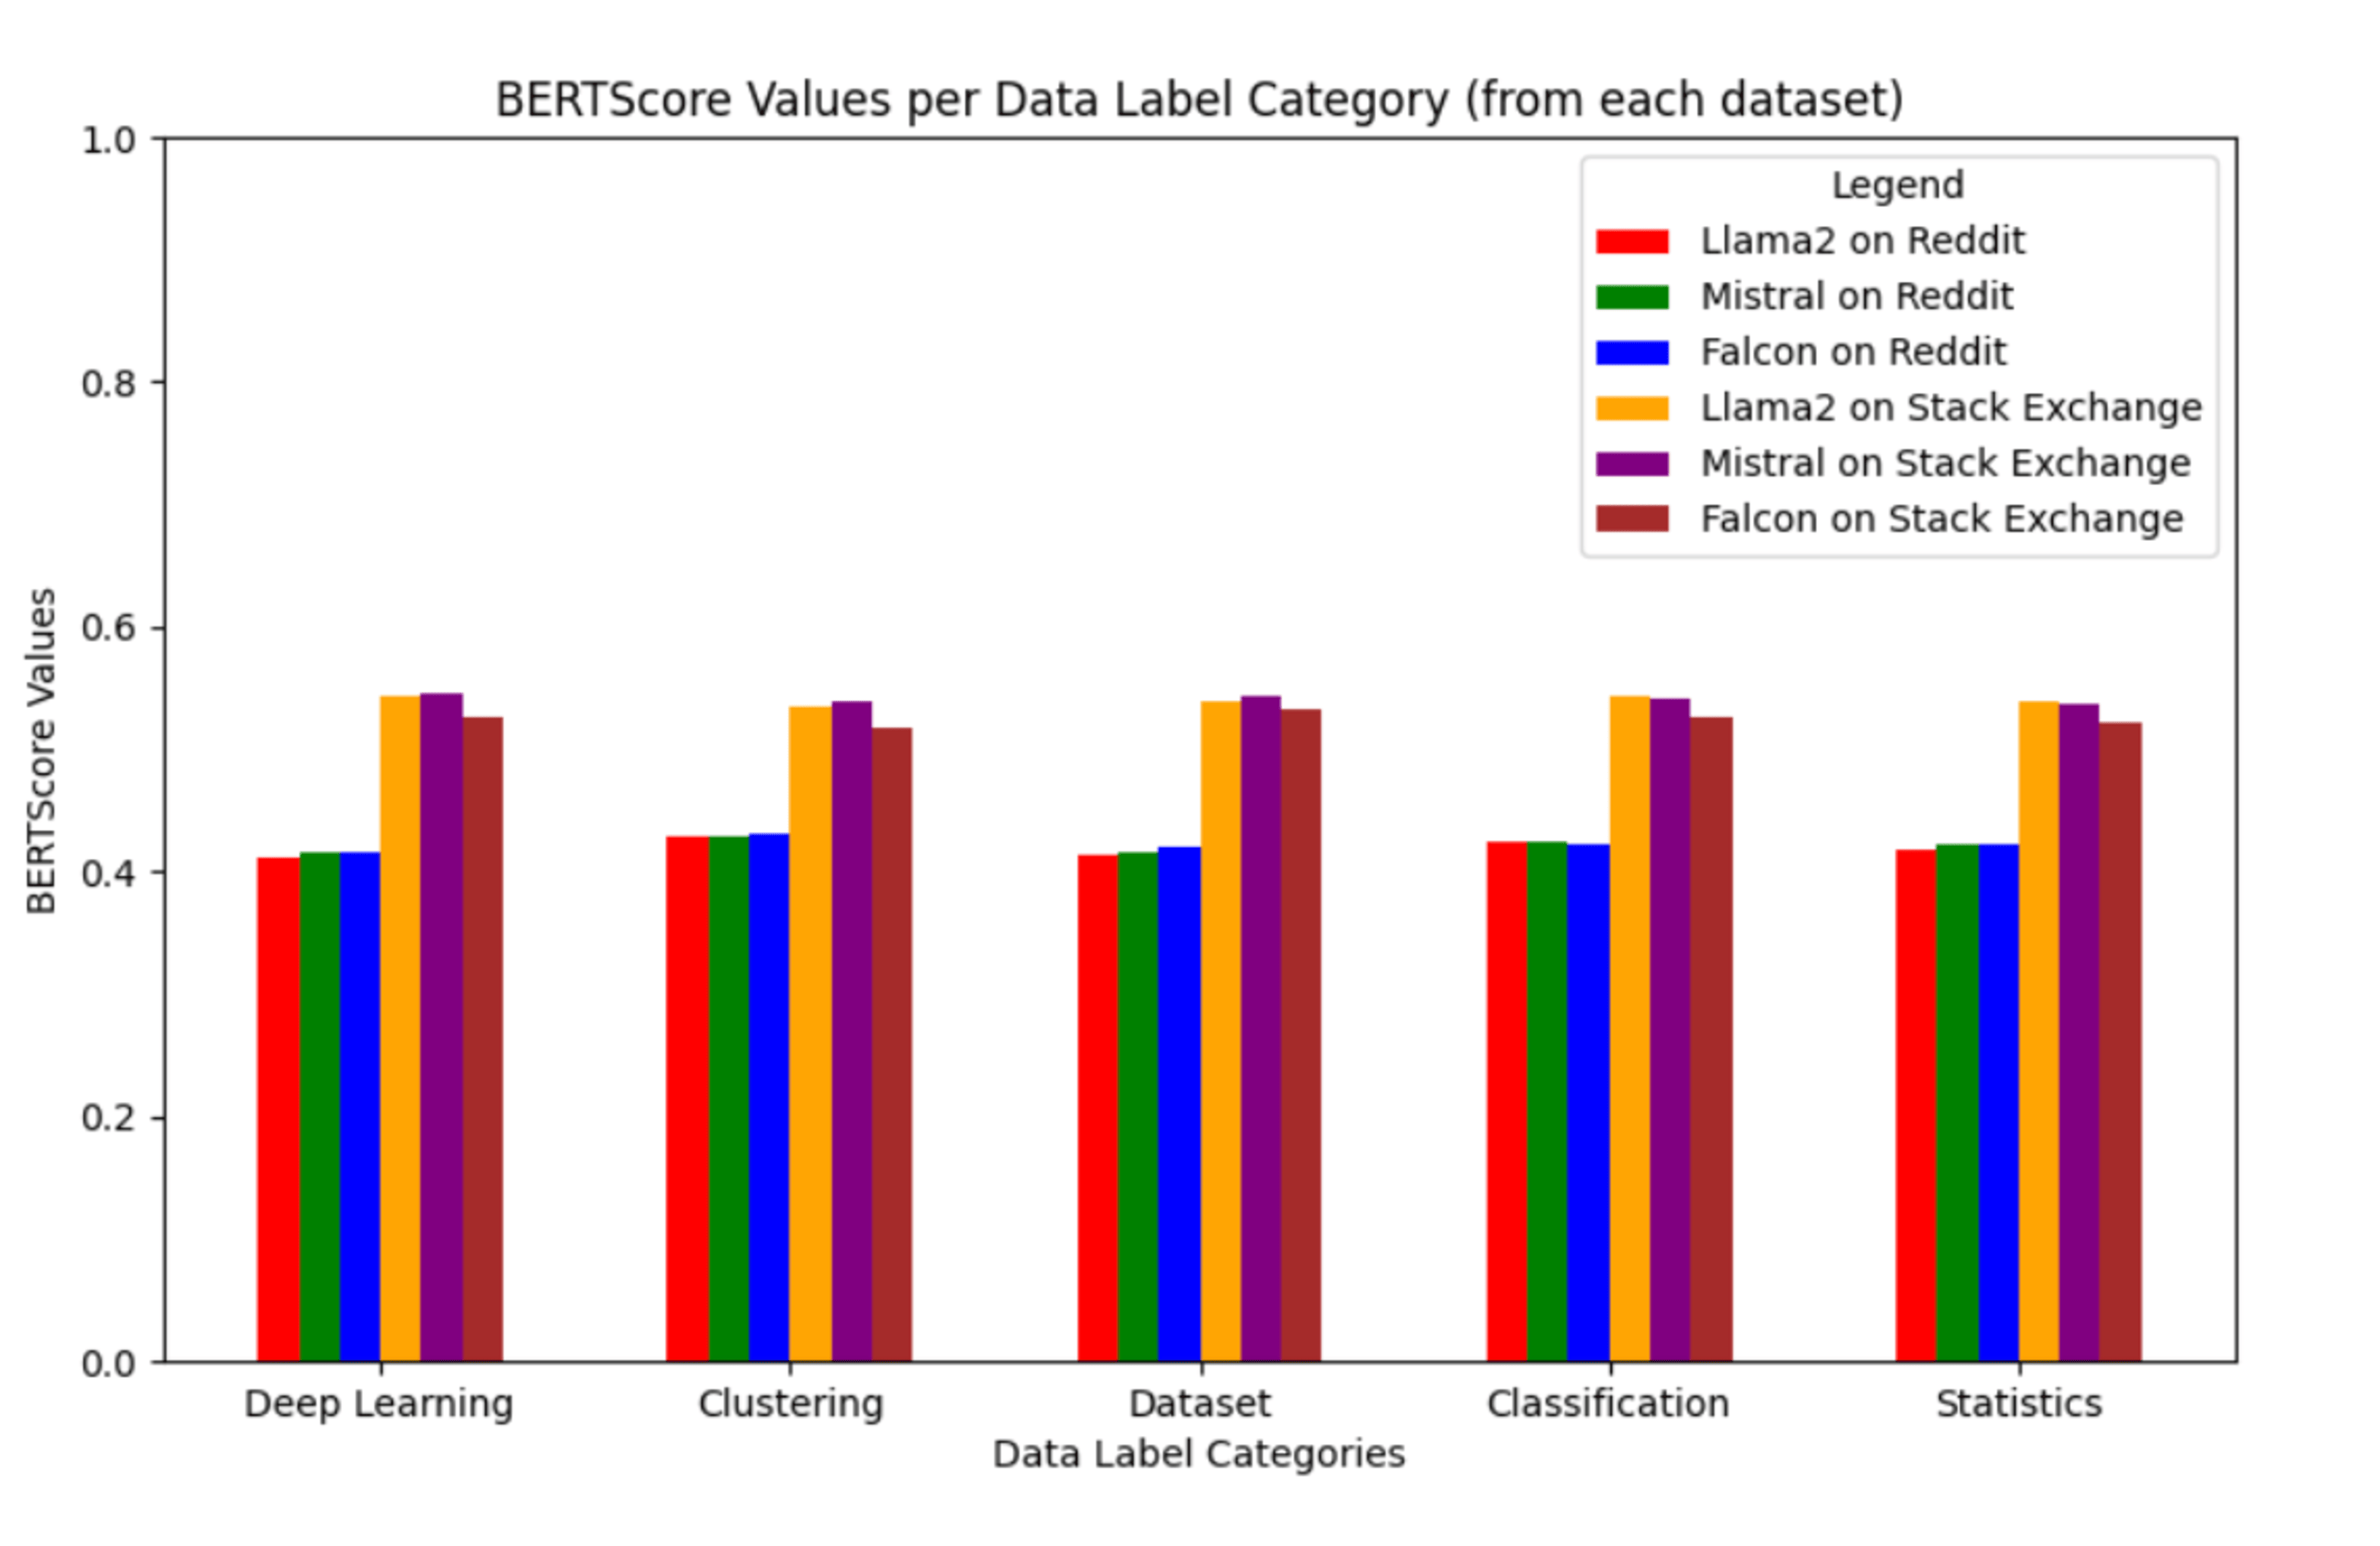 BERTScore Values per Data Label Category (from each dataset)
1.0
0.8
0.6
0.4
0.2
0.0
BERTScore Values
Legend
Llama2 on Reddit
Mistral on Reddit
Falcon on Reddit
Llama2 on Stack Exchange
Mistral on Stack Exchange
Falcon on Stack Exchange
Deep Learning Clustering Dataset Classification Statistics
Data Label Categories